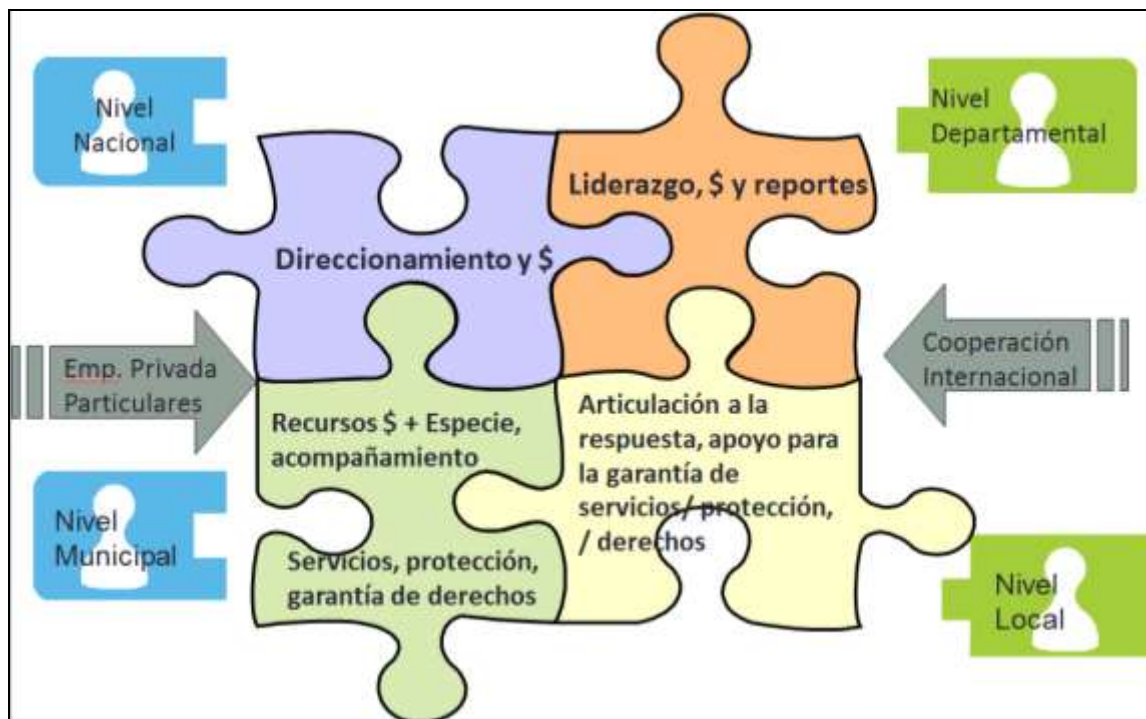 Nivel
Nacional
Nivel
Departamental
Liderazgo, $ y reportes
Direccionamiento y $
Emp. Privada
Particulares
Cooperación
Internacional
Recursos $ + Especie,
acompañamiento
Articulación a la
respuesta, apoyo para
la garantía de
servicios/ protección,
/ derechos
Nivel
Municipal
Servicios, protección,
garantía de derechos
Nivel
Local